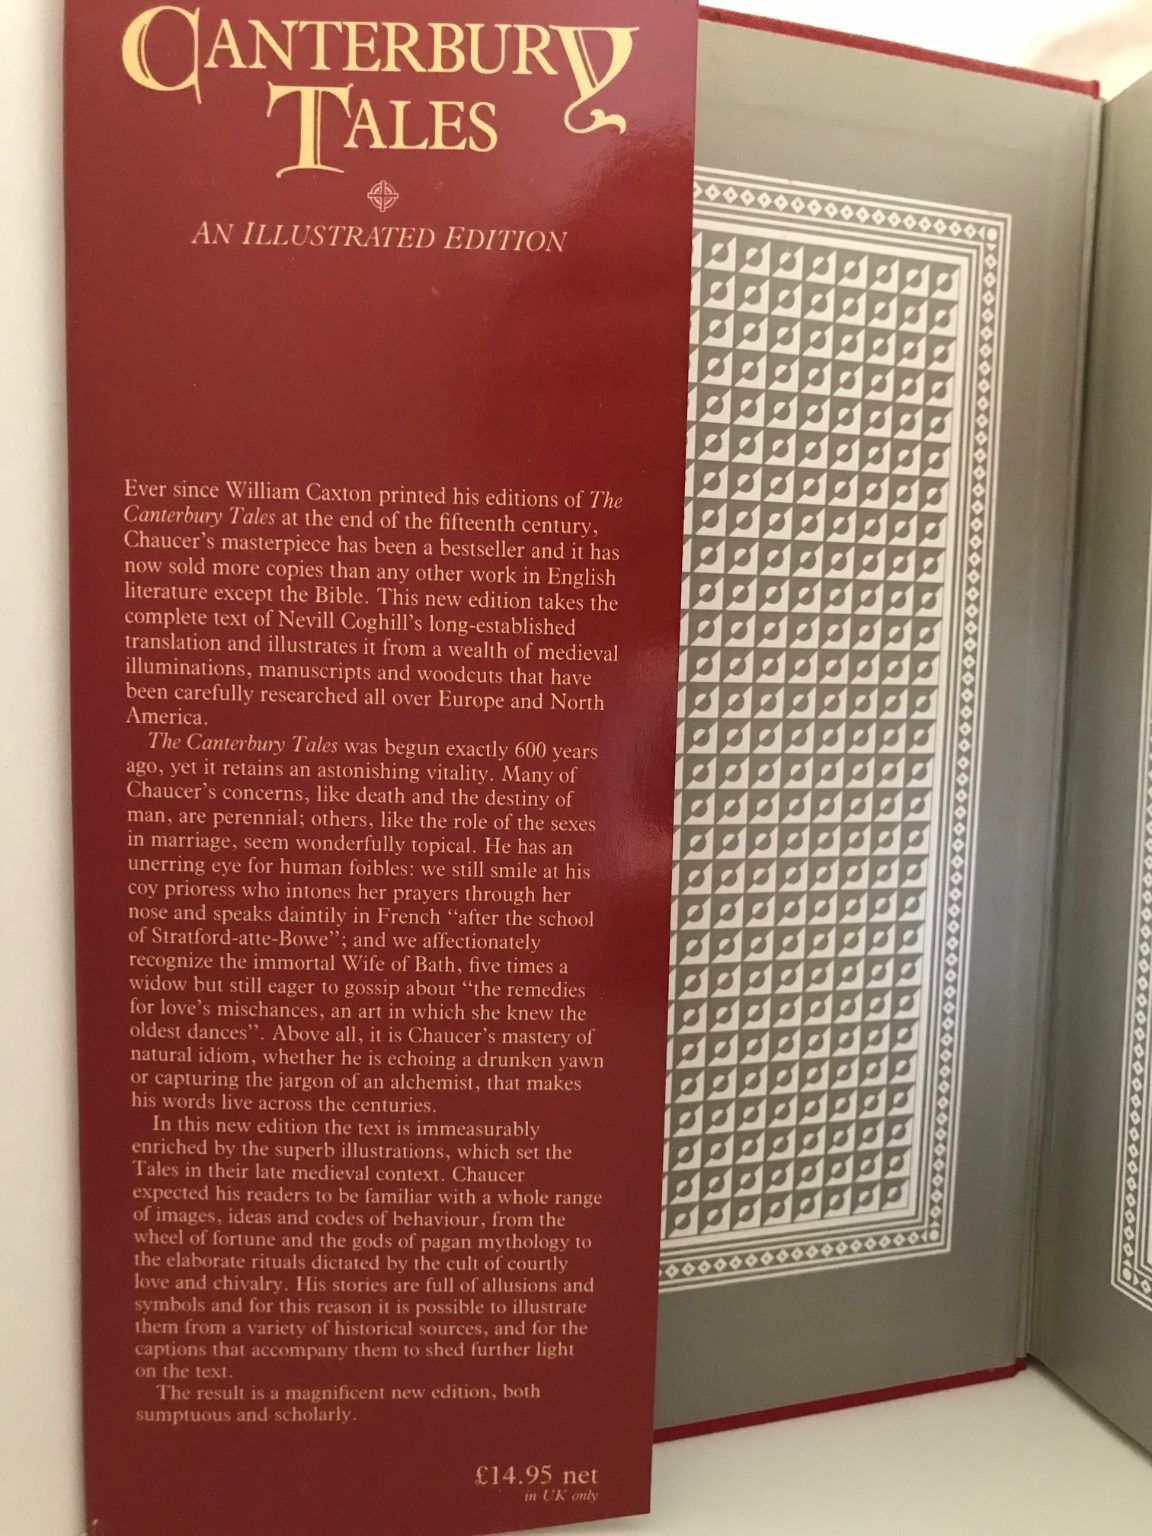 CANTERBURY
TALES
AN ILLUSTRATED EDITION
Ever since William Caxton printed his editions of The
Canterbury Tales at the end of the fifteenth century,
Chaucer's masterpiece has been a bestseller and it has
now sold more copies than any other work in English
literature except the Bible. This new edition takes the
complete text of Nevill Coghill's long-established
translation and illustrates it from a wealth of medieval
illuminations, manuscripts and woodcuts that have
been carefully researched all over Europe and North
America.
The Canterbury Tales was begun exactly 600 years
ago, yet it retains an astonishing vitality. Many of
Chaucer's concerns, like death and the destiny of
man, are perennial; others, like the role of the sexes
in marriage, seem wonderfully topical. He has an
unerring eye for human foibles: we still smile at his
coy prioress who intones her prayers through her
nose and speaks daintily in French "after the school
of Stratford-atte-Bowe"; and we affectionately
recognize the immortal Wife of Bath, five times a
widow but still eager to gossip about "the remedies
for love's mischances, an art in which she knew the
oldest dances". Above all, it is Chaucer's mastery of
natural idiom, whether he is echoing a drunken yawn
or capturing the jargon of an alchemist, that makes
his words live across the centuries.
In this new edition the text is immeasurably
enriched by the superb illustrations, which set the
Tales in their late medieval context. Chaucer
expected his readers to be familiar with a whole range
of images, ideas and codes of behaviour, from the
wheel of fortune and the gods of pagan mythology to
the elaborate rituals dictated by the cult of courtly
love and chivalry. His stories are full of allusions and
symbols and for this reason it is possible to illustrate
them from a variety of historical sources, and for the
captions that accompany them to shed further light
on the text.
The result is a magnificent new edition, both
sumptuous and scholarly.
£14.95 net
in UK only